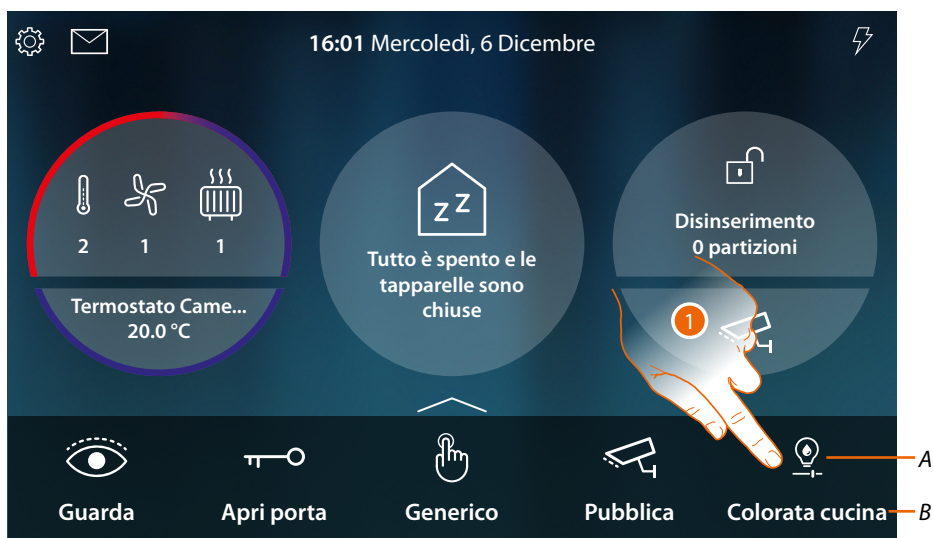 16:01 Mercoledì, 6 Dicembre
2 1 1
Termostato Came...
20.0 °C
zZ
Tutto è spento e le
tapparelle sono
chiuse
Disinserimento
0 partizioni
1
Guarda
Apri porta
Generico
Pubblica
Colorata cucina
A
B